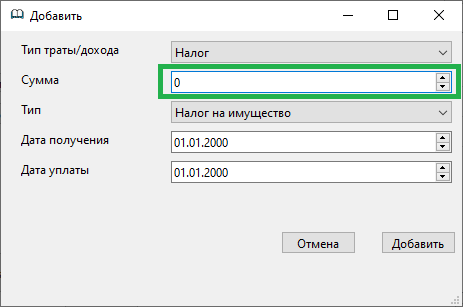 Добавить
Тип траты/дохода Налог
Сумма 0
Тип Налог на имущество
Дата получения 01.01.2000
Дата уплаты 01.01.2000
Отмена Добавить